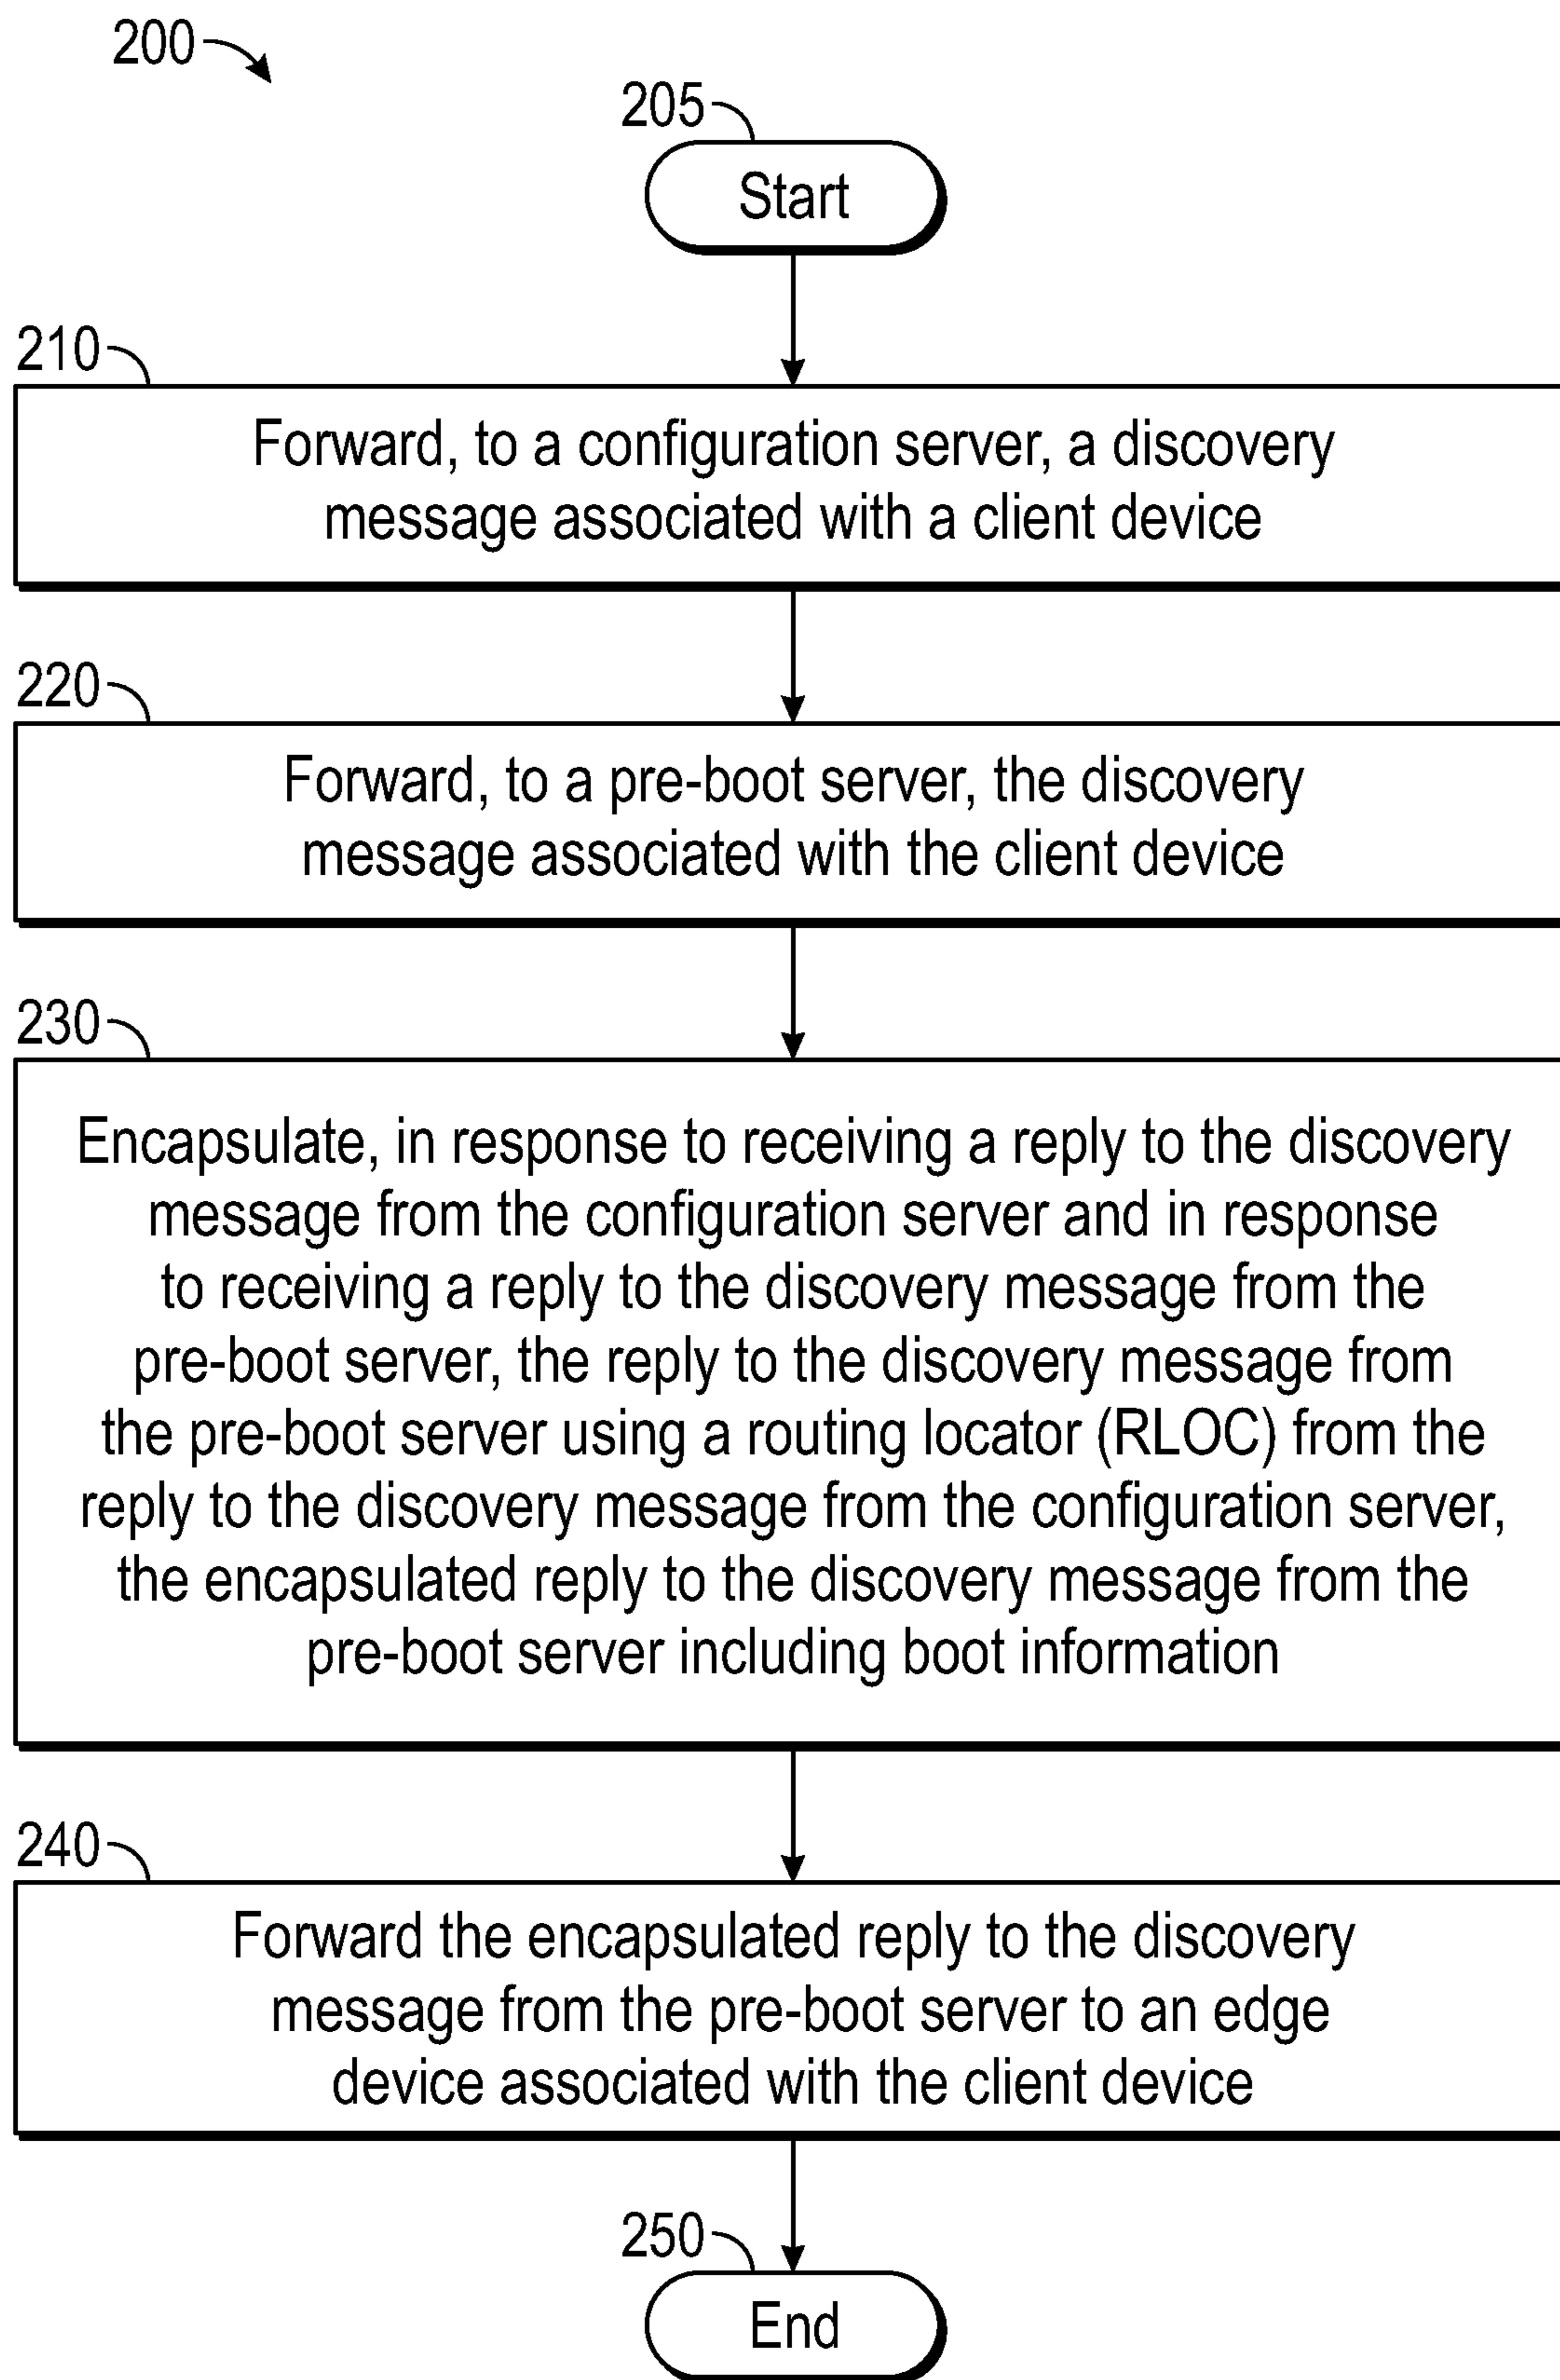 200
205
Start
210
Forward, to a configuration server, a discovery
message associated with a client device
220
Forward, to a pre-boot server, the discovery
message associated with the client device
230
Encapsulate, in response to receiving a reply to the discovery
message from the configuration server and in response
to receiving a reply to the discovery message from the
pre-boot server, the reply to the discovery message from
the pre-boot server using a routing locator (RLOC) from the
reply to the discovery message from the configuration server,
the encapsulated reply to the discovery message from the
pre-boot server including boot information
240
Forward the encapsulated reply to the discovery
message from the pre-boot server to an edge
device associated with the client device
250
End